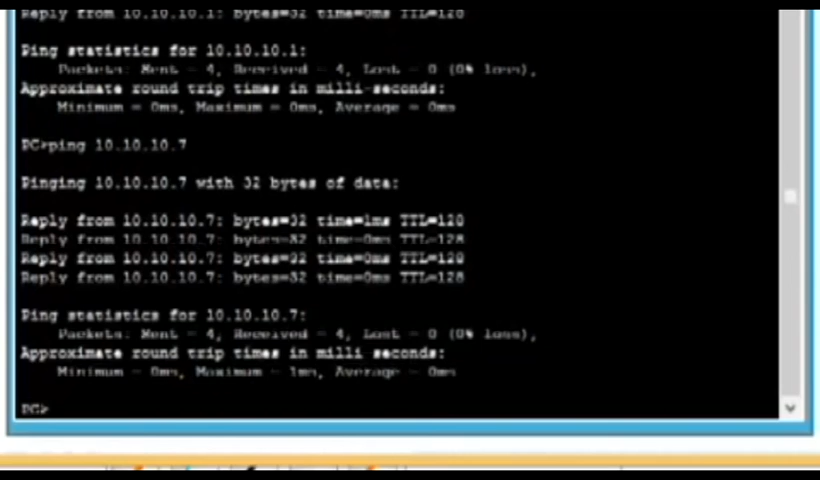 Reply from 10.10.10.1: bytes=32 time=0ms TTL=128
Ping statistics for 10.10.10.1:
Packets: Sent = 4, Received = 4, Lost = 0 (0% loss),
Approximate round trip times in milli-seconds:
Minimum = 0ms, Maximum = 0ms, Average = 0ms
PC>ping 10.10.10.7
Pinging 10.10.10.7 with 32 bytes of data:
Reply from 10.10.10.7: bytes=32 time=1ms TTL=128
Reply from 10.10.10.7: bytes=32 time=0ms TTL=128
Reply from 10.10.10.7: bytes=32 time=0ms TTL=128
Reply from 10.10.10.7: bytes=32 time=0ms TTL=128
Ping statistics for 10.10.10.7:
Packets: Sent = 4, Received = 4, Lost = 0 (0% loss),
Approximate round trip times in milli-seconds:
Minimum = 0ms, Maximum = 1ms, Average = 0ms
PC>